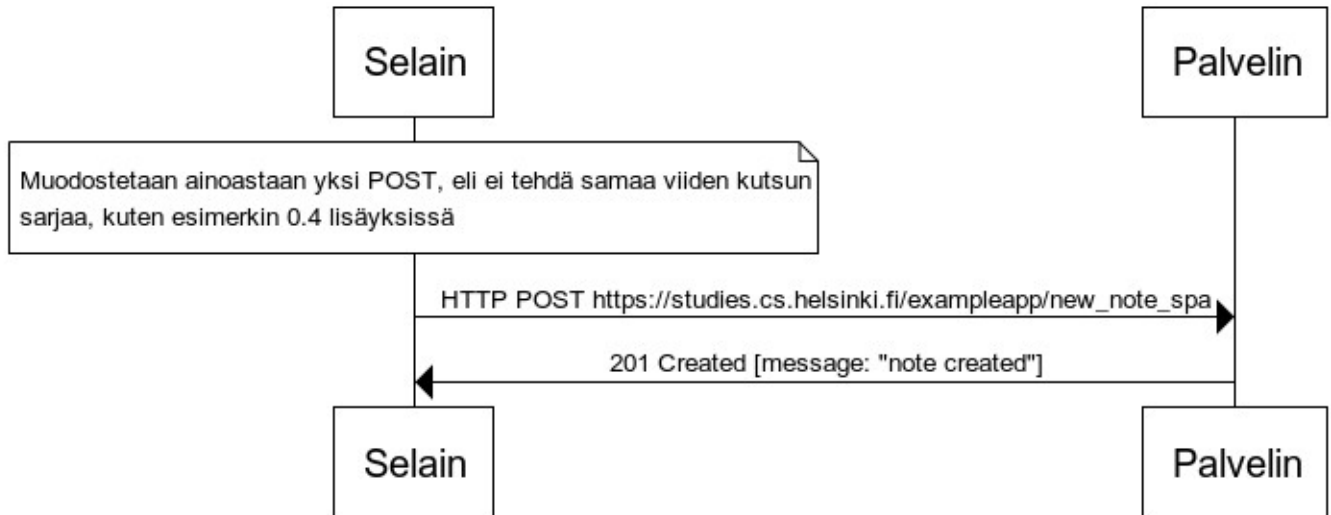 Selain Palvelin
Muodostetaan ainoastaan yksi POST, eli ei tehdä samaa viiden kutsun
sarjaa, kuten esimerkin 0.4 lisäyksissä
HTTP POST https://studies.cs.helsinki.fi/exampleapp/new_note_spa
201 Created [message: "note created"]
Selain Palvelin